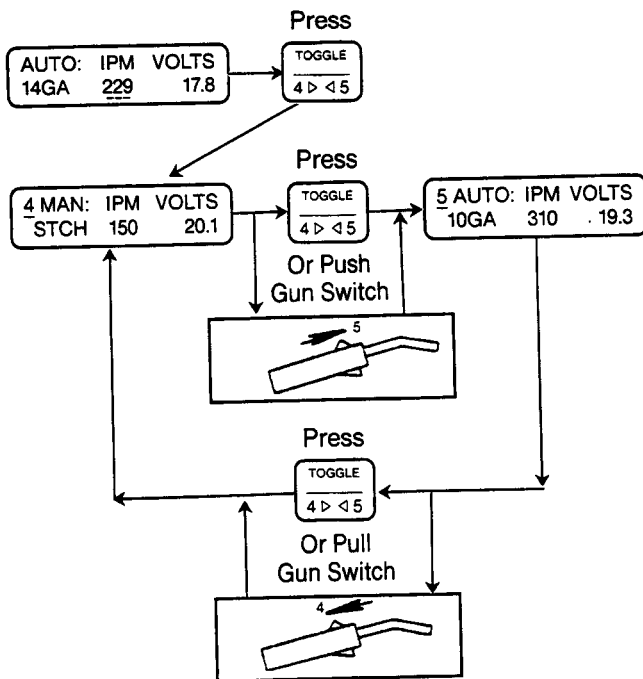 Press
AUTO: IPM VOLTS
14GA 229 17.8
TOGGLE
4 ▷ ◁ 5
Press
4 MAN: IPM VOLTS
STCH 150 20.1
TOGGLE
4 ▷ ◁ 5
5 AUTO: IPM VOLTS
10GA 310 . 19.3
Or Push
Gun Switch
5
Press
TOGGLE
4 ▷ ◁ 5
Or Pull
Gun Switch
4